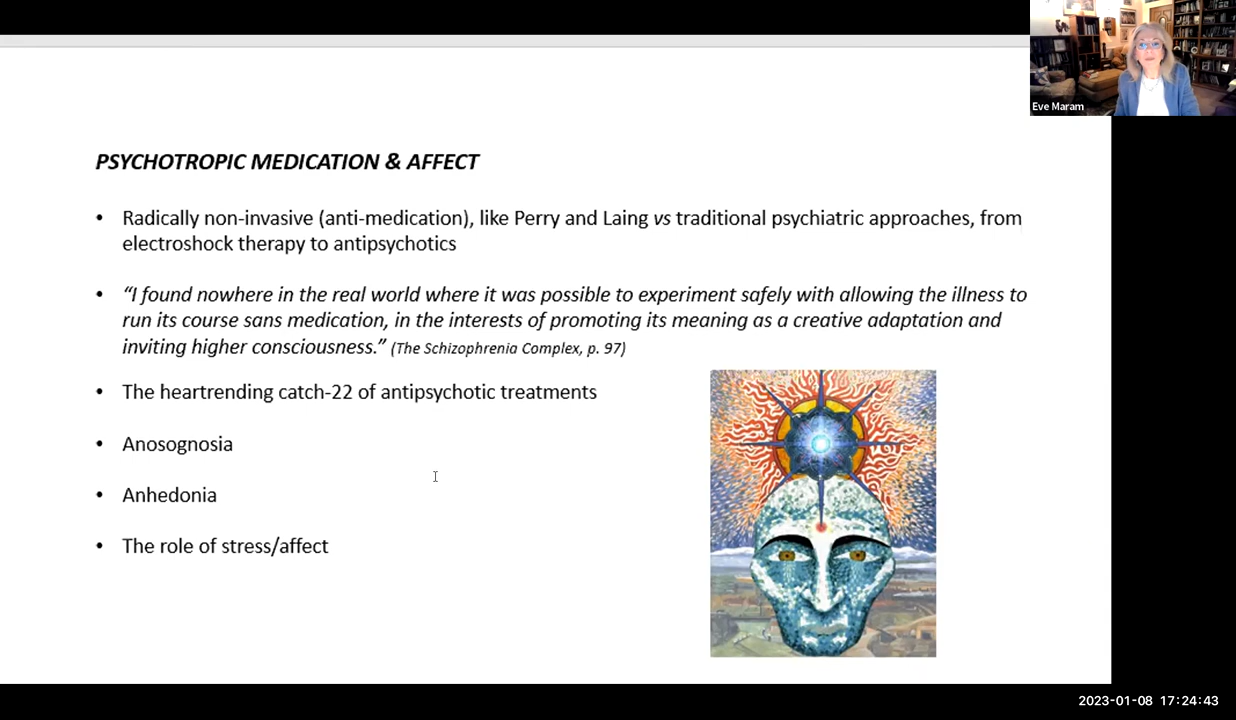 Eve Maram
PSYCHOTROPIC MEDICATION & AFFECT
• Radically non-invasive (anti-medication), like Perry and Laing vs traditional psychiatric approaches, from
electroshock therapy to antipsychotics
• “I found nowhere in the real world where it was possible to experiment safely with allowing the illness to
run its course sans medication, in the interests of promoting its meaning as a creative adaptation and
inviting higher consciousness.” (The Schizophrenia Complex, p. 97)
• The heartrending catch-22 of antipsychotic treatments
• Anosognosia
• Anhedonia
• The role of stress/affect
2023-01-08 17:24:43